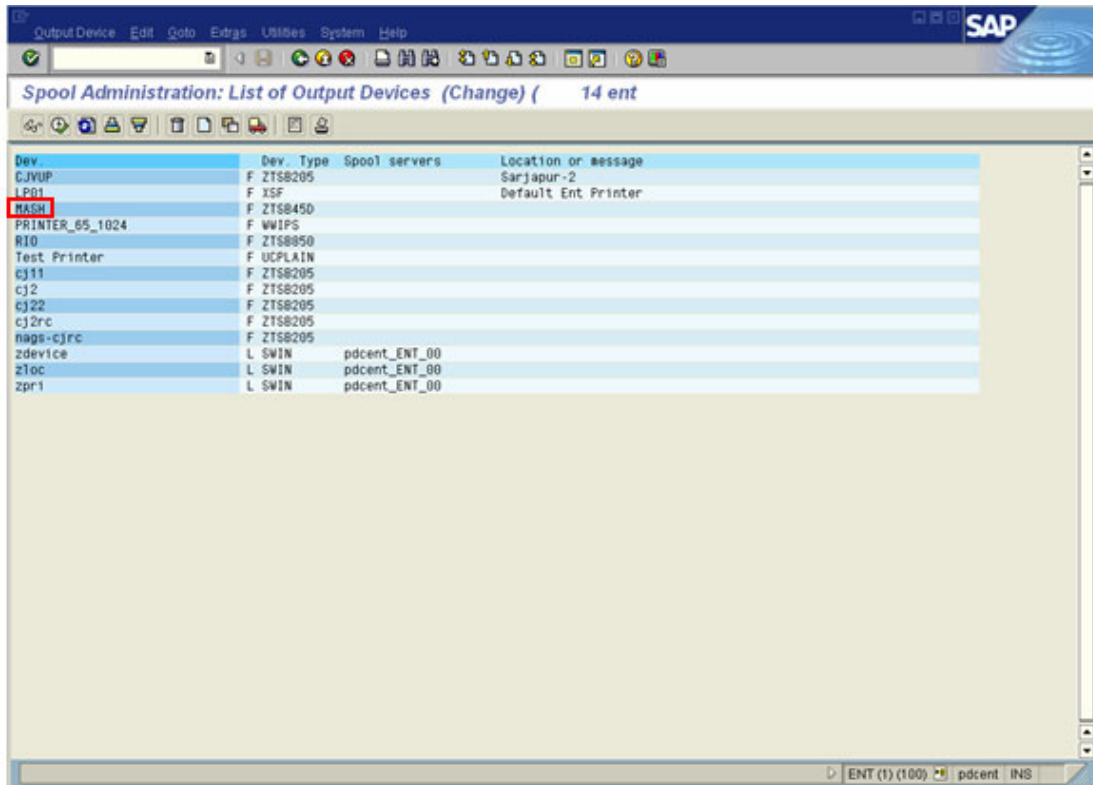 Output Device Edit Goto Extras Utilities System Help
SAP
Spool Administration: List of Output Devices (Change) ( 14 ent
Dev. Dev. Type Spool servers Location or message
CJVUP F ZTS8205 Sarjapur-2
LP01 F XSF Default Ent Printer
MASH F ZTS845D
PRINTER_65_1024 F WWIPS
RIO F ZTS8850
Test Printer F UCPLAIN
cj11 F ZTS8205
cj2 F ZTS8205
cj22 F ZTS8205
cj2rc F ZTS8205
nags-cjrc F ZTS8205
zdevice L SWIN pdcent_ENT_00
zloc L SWIN pdcent_ENT_00
zpri L SWIN pdcent_ENT_00
ENT (1) (100) pdcent INS